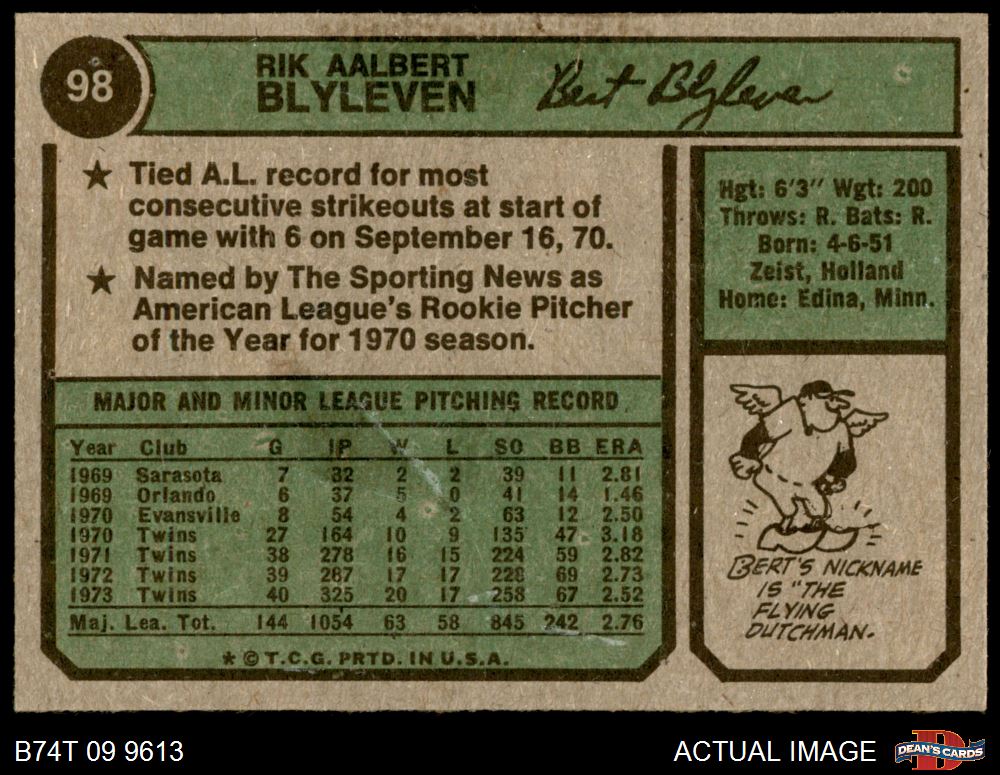 98
RIK AALBERT
BLYLEVEN
Bert Blyleven
★ Tied A.L. record for most
consecutive strikeouts at start of
game with 6 on September 16, 70.
★ Named by The Sporting News as
American League's Rookie Pitcher
of the Year for 1970 season.
Hgt: 6'3″ Wgt: 200
Throws: R. Bats: R.
Born: 4-6-51
Zeist, Holland
Home: Edina, Minn.
MAJOR AND MINOR LEAGUE PITCHING RECORD
Year Club G IP W L SO BB ERA
1969 Sarasota 7 32 2 2 39 11 2.81
1969 Orlando 6 37 5 0 41 14 1.46
1970 Evansville 8 54 4 2 63 12 2.50
1970 Twins 27 164 10 9 135 47 3.18
1971 Twins 38 278 16 15 224 59 2.82
1972 Twins 39 287 17 17 228 69 2.73
1973 Twins 40 325 20 17 258 67 2.52
Maj. Lea. Tot. 144 1054 63 58 845 242 2.76
* © T.C.G. PRTD. IN U.S.A.
BERT'S NICKNAME
IS "THE
FLYING
DUTCHMAN.
B74T 09 9613
ACTUAL IMAGE
DEAN'S CARDS